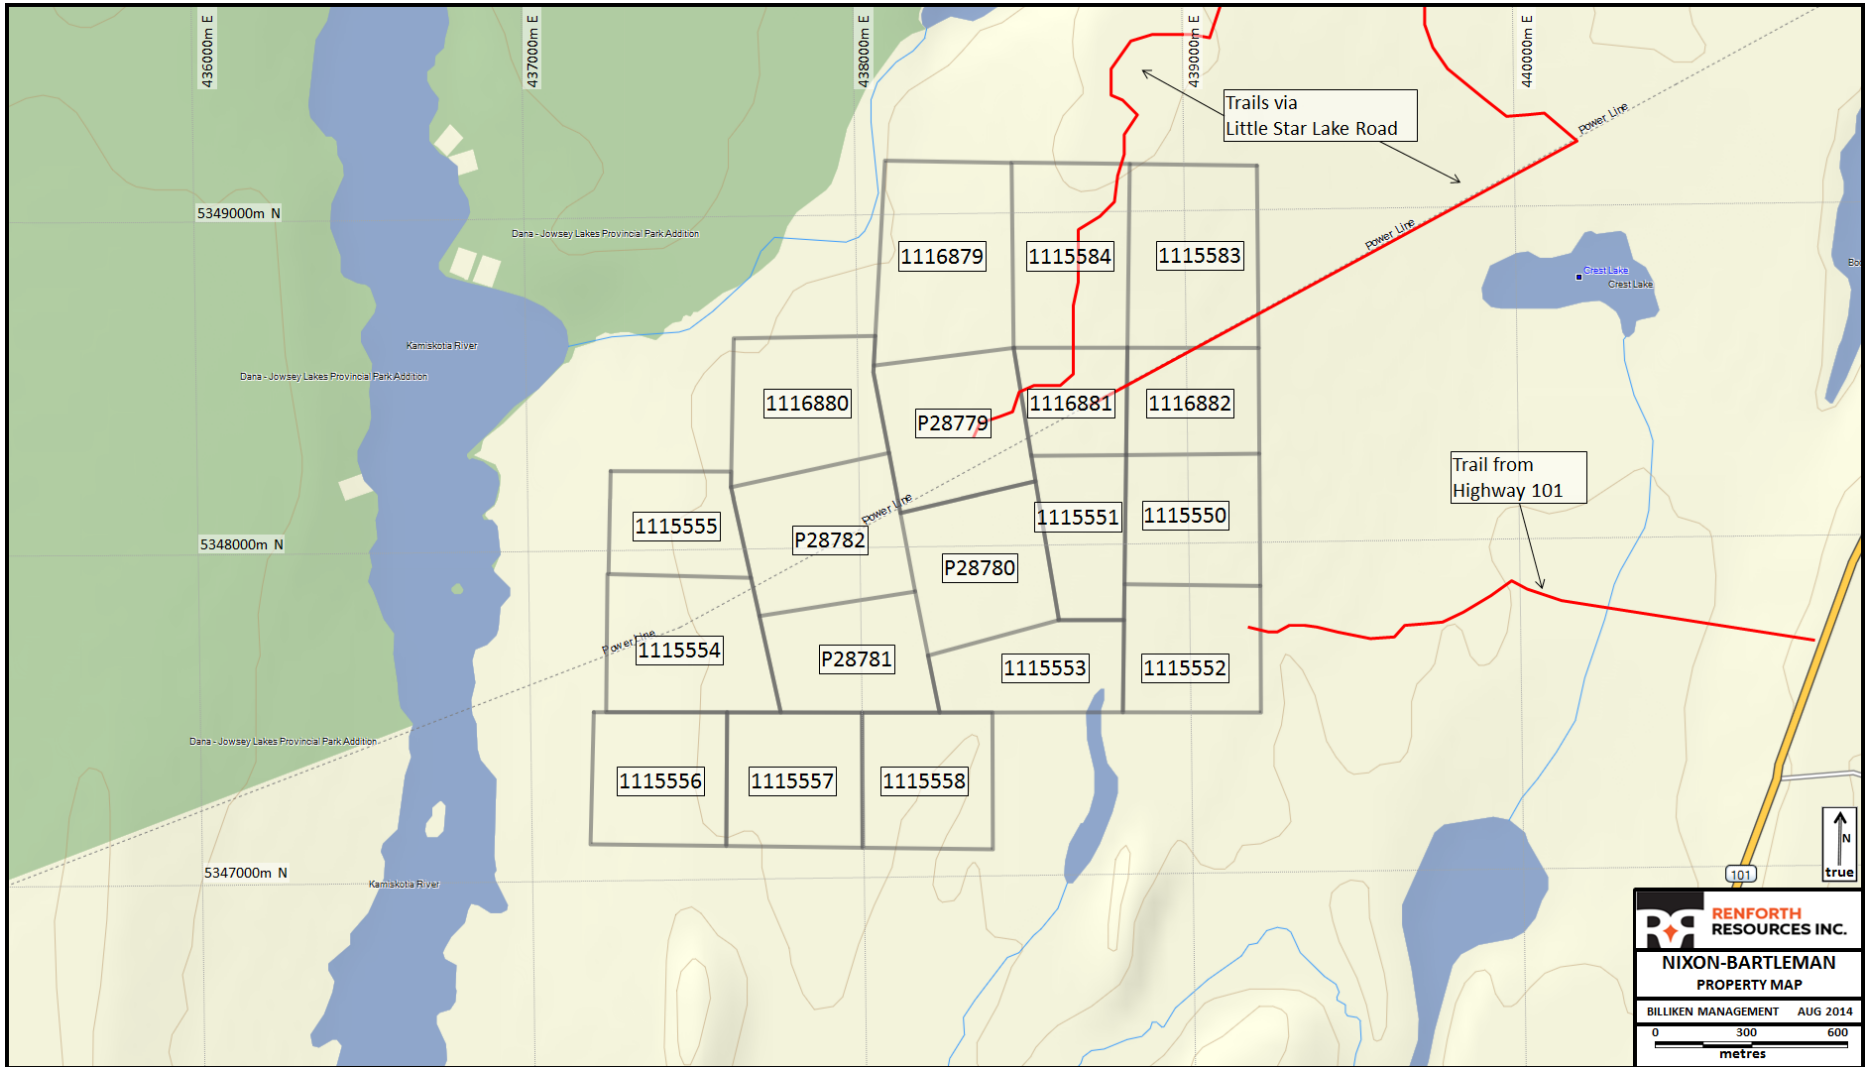 436000m E
437000m E
438000m E
439000m E
440000m E
Trails via
Little Star Lake Road
Power Line
5349000m N
Dana - Jowsey Lakes Provincial Park Addition
Power Line
1116879
1115584
1115583
Crest Lake
Crest Lake
Kamiskotia River
Dana - Jowsey Lakes Provincial Park Addition
1116880
P28779
1116881
1116882
Trail from
Highway 101
Power Line
1115555
P28782
1115551
1115550
5348000m N
P28780
Power Line
1115554
P28781
1115553
1115552
Dana - Jowsey Lakes Provincial Park Addition
1115556
1115557
1115558
5347000m N
Kamiskotia River
101
N
true
RENFORTH
RESOURCES INC.
NIXON-BARTLEMAN
PROPERTY MAP
BILLIKEN MANAGEMENT AUG 2014
0 300 600
metres